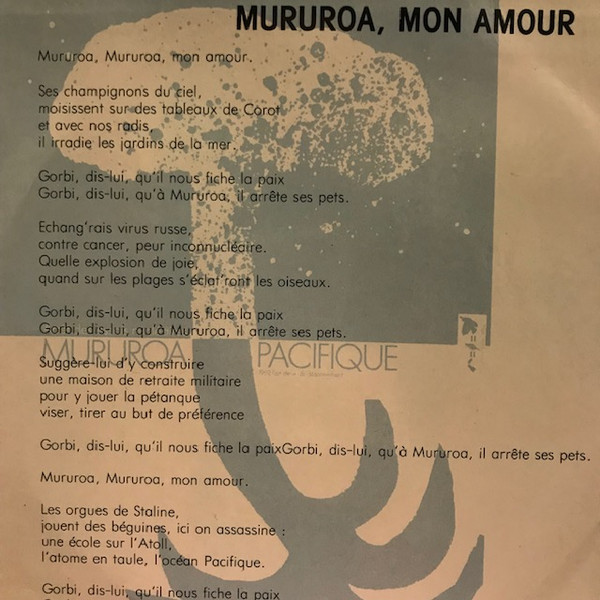 MURUROA, MON AMOUR
Mururoa, Mururoa, mon amour.
Ses champignons du ciel,
moisissent sur des tableaux de Corot
et avec nos radis,
il irradie les jardins de la mer.
Gorbi, dis-lui, qu'il nous fiche la paix
Gorbi, dis-lui, qu'à Mururoa, il arrête ses pets.
Echang'rais virus russe,
contre cancer, peur inconnucléaire.
Quelle explosion de joie,
quand sur les plages s'éclat'ront les oiseaux.
Gorbi, dis-lui, qu'il nous fiche la paix
Gorbi, dis-lui, qu'à Mururoa, il arrête ses pets.
MURUROA PACIFIQUE
Suggère-lui d'y construire
une maison de retraite militaire
pour y jouer la pétanque
viser, tirer au but de préférence
Gorbi, dis-lui, qu'il nous fiche la paixGorbi, dis-lui, qu'à Mururoa, il arrête ses pets.
Mururoa, Mururoa, mon amour.
Les orgues de Staline,
jouent des béguines, ici on assassine :
une école sur l'Atoll,
l'atome en taule, l'océan Pacifique.
Gorbi, dis-lui, qu'il nous fiche la paix